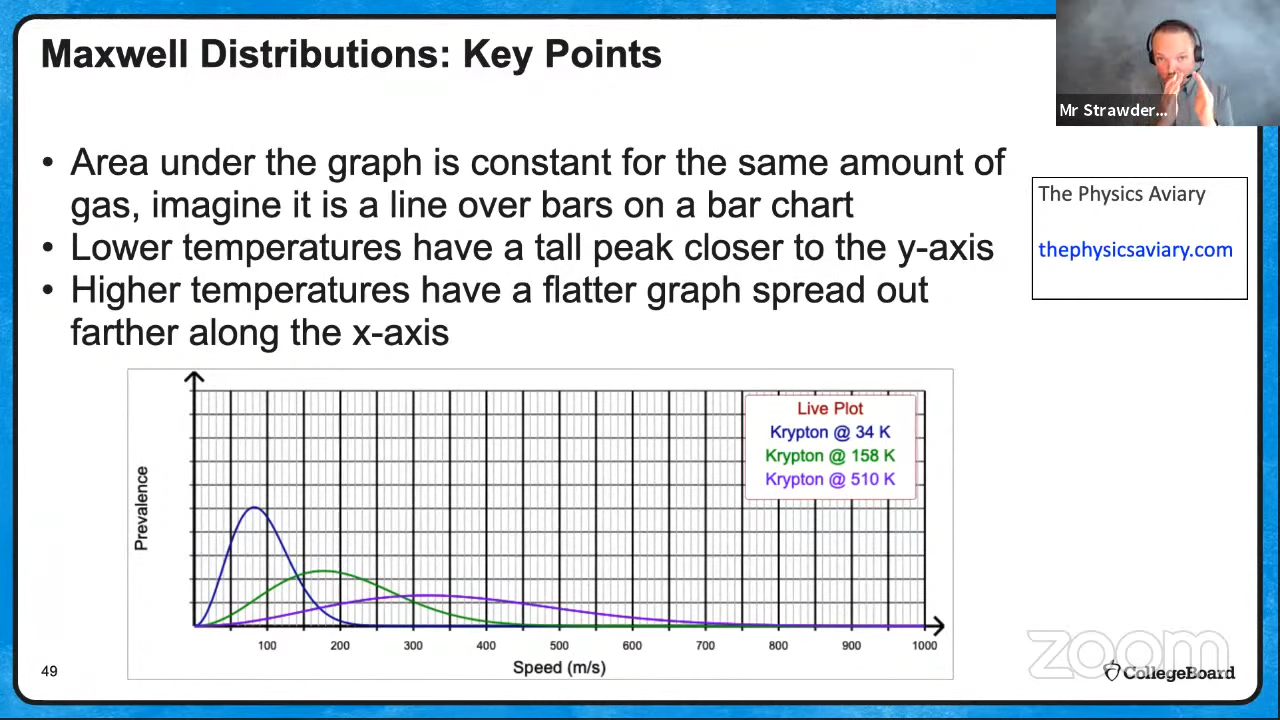 Maxwell Distributions: Key Points
Mr Strawder...
• Area under the graph is constant for the same amount of
gas, imagine it is a line over bars on a bar chart
• Lower temperatures have a tall peak closer to the y-axis
• Higher temperatures have a flatter graph spread out
farther along the x-axis
The Physics Aviary
thephysicsaviary.com
Live Plot
Krypton @ 34 K
Krypton @ 158 K
Krypton @ 510 K
Prevalence
100 200 300 400 500 600 700 800 900 1000
Speed (m/s)
49
zoom
CollegeBoard